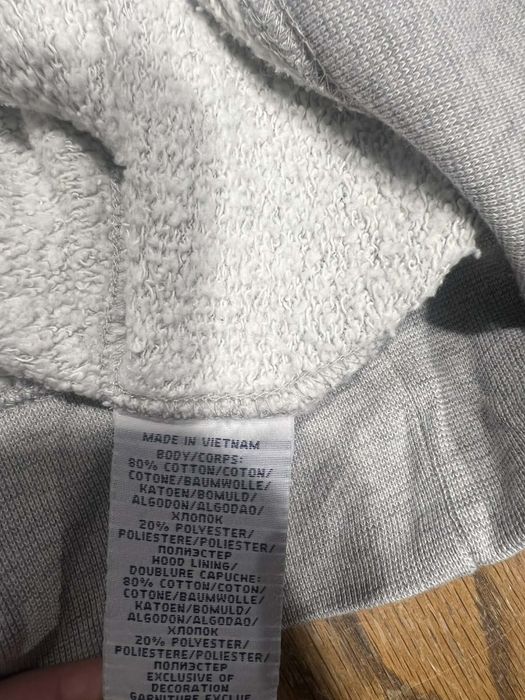 MADE IN VIETNAM
BODY/CORPS:
80% COTTON/COTON/
COTONE/BAUMWOLLE/
KATOEN/BOMULD/
ALGODON/ALGODAO/
ХЛОПОК
20% POLYESTER/
POLIESTERE/POLIESTER/
ПОЛИЭСТЕР
HOOD LINING/
DOUBLURE CAPUCHE:
80% COTTON/COTON/
COTONE/BAUMWOLLE/
KATOEN/BOMULD/
ALGODON/ALGODAO/
ХЛОПОК
20% POLYESTER/
POLIESTERE/POLIESTER/
ПОЛИЭСТЕР
EXCLUSIVE OF
DECORATION
GARNITURE EXCLUE